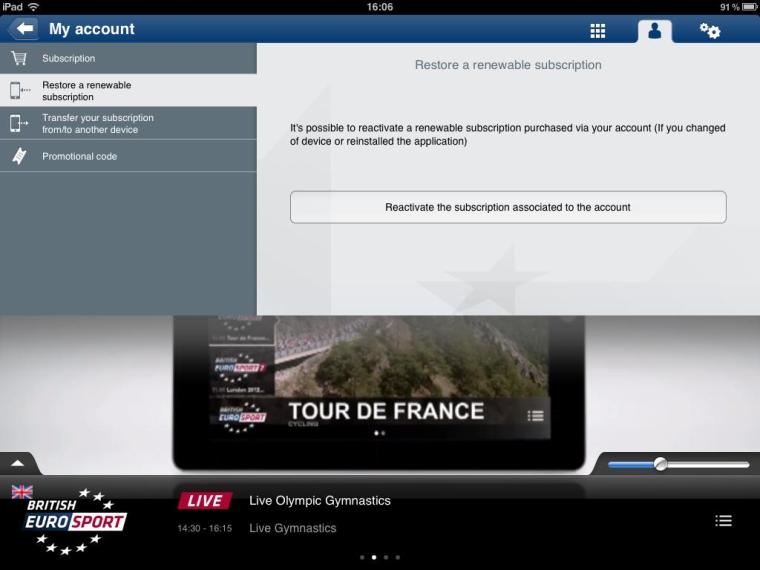 iPad
16:06
91 %
My account
Subscription
Restore a renewable
subscription
Transfer your subscription
from/to another device
Promotional code
Restore a renewable subscription
It's possible to reactivate a renewable subscription purchased via your account (If you changed
of device or reinstalled the application)
Reactivate the subscription associated to the account
Tour de France...
BRITISH
EUROSPORT 2
London 2012...
BRITISH
EUROSPORT
TOUR DE FRANCE
CYCLING
BRITISH
EUROSPORT
LIVE
Live Olympic Gymnastics
14:30 - 16:15
Live Gymnastics